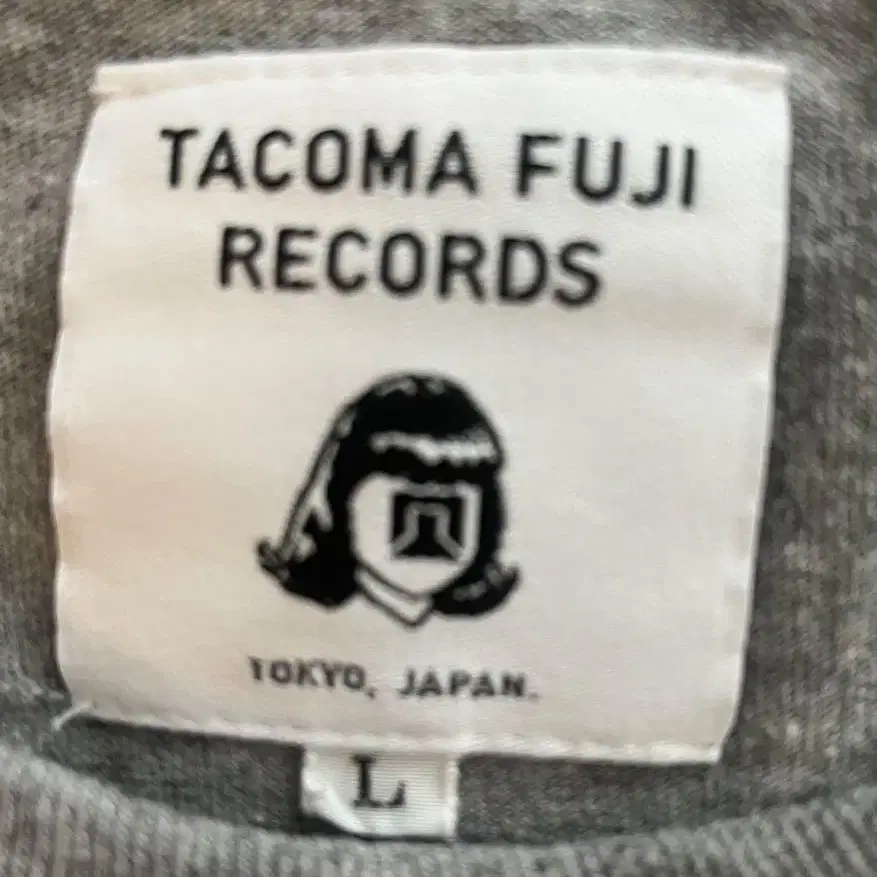 TACOMA FUJI
RECORDS
TOKYO, JAPAN.
L